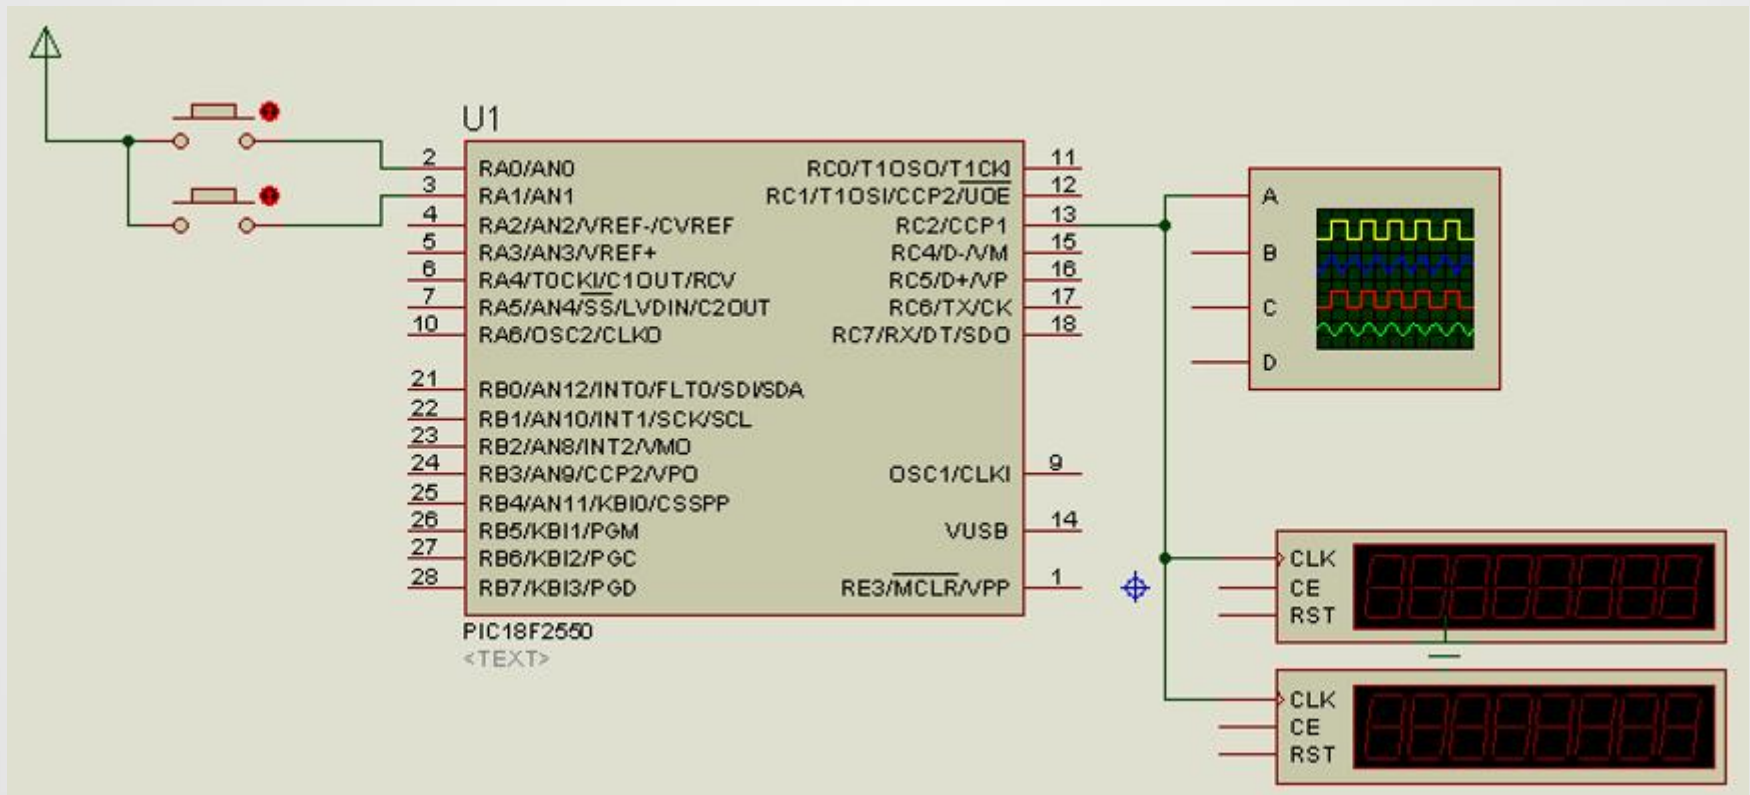 U1
2 RA0/AN0
3 RA1/AN1
4 RA2/AN2/VREF-/CVREF
5 RA3/AN3/VREF+
6 RA4/T0CKI/C1OUT/RCV
7 RA5/AN4/SS/LVDIN/C2OUT
10 RA6/OSC2/CLKO
21 RB0/AN12/INT0/FLT0/SDI/SDA
22 RB1/AN10/INT1/SCK/SCL
23 RB2/AN8/INT2/VMO
24 RB3/AN9/CCP2/VPO
25 RB4/AN11/KBI0/CSSPP
26 RB5/KBI1/PGM
27 RB6/KBI2/PGC
28 RB7/KBI3/PGD
RC0/T1OSO/T1CKI 11
RC1/T1OSI/CCP2/UOE 12
RC2/CCP1 13
RC4/D-/VM 15
RC5/D+/VP 16
RC6/TX/CK 17
RC7/RX/DT/SDO 18
OSC1/CLKI 9
VUSB 14
RE3/MCLR/VPP 1
PIC18F2550
<TEXT>
A
B
C
D
CLK
CE
RST
CLK
CE
RST